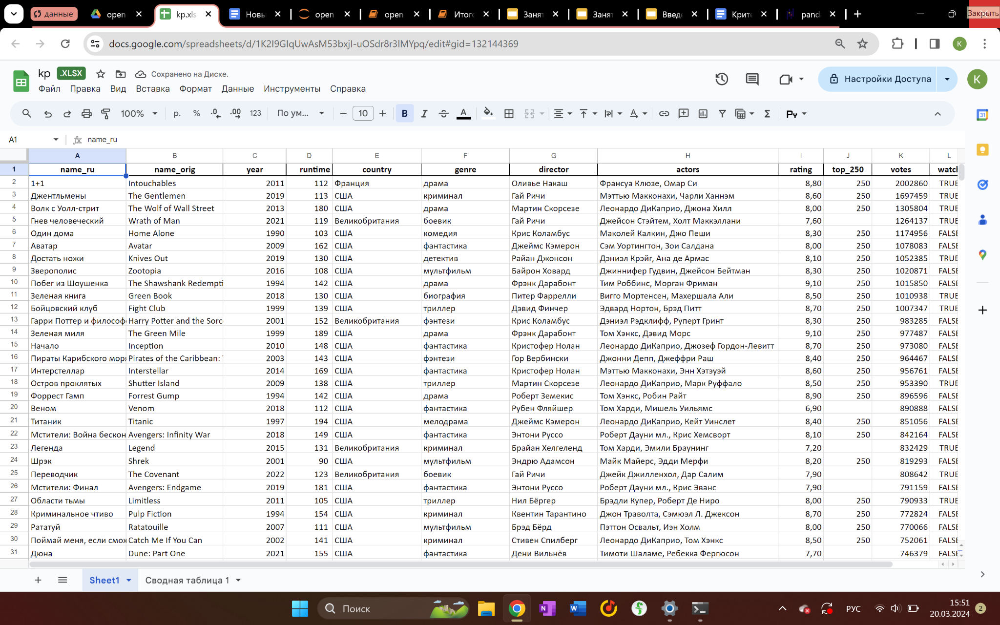 данные open kp.xls Новы open open Итог Занят Занят Введе Крите panda Закрыть
docs.google.com/spreadsheets/d/1K2I9GIqUwAsM53bxjI-uOSdr8r3lMYpq/edit#gid=132144369 K
kp .XLSX Сохранено на Диске. Настройки Доступа K
Файл Правка Вид Вставка Формат Данные Инструменты Справка
100% р. % .0 .00 123 По ум... 10 B I A Σ Py 31
A1 fx name_ru
A B C D E F G H I J K L
1 name_ru name_orig year runtime country genre director actors rating top_250 votes watch
2 1+1 Intouchables 2011 112 Франция драма Оливье Накаш Франсуа Клюзе, Омар Си 8,80 250 2002860 TRUE
3 Джентльмены The Gentlemen 2019 113 США криминал Гай Ричи Мэттью Макконахи, Чарли Ханнэм 8,60 250 1697459 TRUE
4 Волк с Уолл-стрит The Wolf of Wall Street 2013 180 США драма Мартин Скорсезе Леонардо ДиКаприо, Джона Хилл 8,00 250 1305804 TRUE
5 Гнев человеческий Wrath of Man 2021 119 Великобритания боевик Гай Ричи Джейсон Стэйтем, Холт Маккэллани 7,60 1264137 TRUE
6 Один дома Home Alone 1990 103 США комедия Крис Коламбус Маколей Калкин, Джо Пеши 8,30 250 1174956 FALSE
7 Аватар Avatar 2009 162 США фантастика Джеймс Кэмерон Сэм Уортингтон, Зои Салдана 8,00 250 1078083 FALSE
8 Достать ножи Knives Out 2019 130 США детектив Райан Джонсон Дэниэл Крэйг, Ана де Армас 8,10 250 1052385 TRUE
9 Зверополис Zootopia 2016 108 США мультфильм Байрон Ховард Джиннифер Гудвин, Джейсон Бейтман 8,30 250 1020871 FALSE
10 Побег из Шоушенка The Shawshank Redempti 1994 142 США драма Фрэнк Дарабонт Тим Роббинс, Морган Фриман 9,10 250 1015850 FALSE
11 Зеленая книга Green Book 2018 130 США биография Питер Фаррелли Вигго Мортенсен, Махершала Али 8,50 250 1010938 TRUE
12 Бойцовский клуб Fight Club 1999 139 США триллер Дэвид Финчер Эдвард Нортон, Брэд Питт 8,70 250 1007347 TRUE
13 Гарри Поттер и философ Harry Potter and the Sorc 2001 152 Великобритания фэнтези Крис Коламбус Дэниэл Рэдклифф, Руперт Гринт 8,30 250 983285 FALSE
14 Зеленая миля The Green Mile 1999 189 США драма Фрэнк Дарабонт Том Хэнкс, Дэвид Морс 9,10 250 977487 FALSE
15 Начало Inception 2010 148 США фантастика Кристофер Нолан Леонардо ДиКаприо, Джозеф Гордон-Левитт 8,70 250 973080 FALSE
16 Пираты Карибского моря Pirates of the Caribbean: 2003 143 США фэнтези Гор Вербински Джонни Депп, Джеффри Раш 8,40 250 964467 FALSE
17 Интерстеллар Interstellar 2014 169 США фантастика Кристофер Нолан Мэттью Макконахи, Энн Хэтэуэй 8,60 250 956761 FALSE
18 Остров проклятых Shutter Island 2009 138 США триллер Мартин Скорсезе Леонардо ДиКаприо, Марк Руффало 8,50 250 953390 TRUE
19 Форрест Гамп Forrest Gump 1994 142 США драма Роберт Земекис Том Хэнкс, Робин Райт 8,90 250 896596 FALSE
20 Веном Venom 2018 112 США фантастика Рубен Фляйшер Том Харди, Мишель Уильямс 6,90 890888 FALSE
21 Титаник Titanic 1997 194 США мелодрама Джеймс Кэмерон Леонардо ДиКаприо, Кейт Уинслет 8,40 250 851056 FALSE
22 Мстители: Война бескон Avengers: Infinity War 2018 149 США фантастика Энтони Руссо Роберт Дауни мл., Крис Хемсворт 8,10 250 842164 FALSE
23 Легенда Legend 2015 131 Великобритания криминал Брайан Хелгеленд Том Харди, Эмили Браунинг 7,20 832429 TRUE
24 Шрэк Shrek 2001 90 США мультфильм Эндрю Адамсон Майк Майерс, Эдди Мерфи 8,20 250 819293 FALSE
25 Переводчик The Covenant 2022 123 Великобритания боевик Гай Ричи Джейк Джилленхол, Дар Салим 7,90 808642 TRUE
26 Мстители: Финал Avengers: Endgame 2019 181 США фантастика Энтони Руссо Роберт Дауни мл., Крис Эванс 7,90 791159 FALSE
27 Области тьмы Limitless 2011 105 США триллер Нил Бёргер Брэдли Купер, Роберт Де Ниро 8,00 250 790933 TRUE
28 Криминальное чтиво Pulp Fiction 1994 154 США криминал Квентин Тарантино Джон Траволта, Сэмюэл Л. Джексон 8,70 250 772824 FALSE
29 Рататуй Ratatouille 2007 111 США мультфильм Брэд Бёрд Пэттон Освальт, Иэн Холм 8,00 250 770066 FALSE
30 Поймай меня, если смож Catch Me If You Can 2002 141 США криминал Стивен Спилберг Леонардо ДиКаприо, Том Хэнкс 8,50 250 752061 FALSE
31 Дюна Dune: Part One 2021 155 США фантастика Дени Вильнёв Тимоти Шаламе, Ребекка Фергюсон 7,70 746379 FALSE
Sheet1 Сводная таблица 1
Поиск N W РУС 15:51 2
20.03.2024